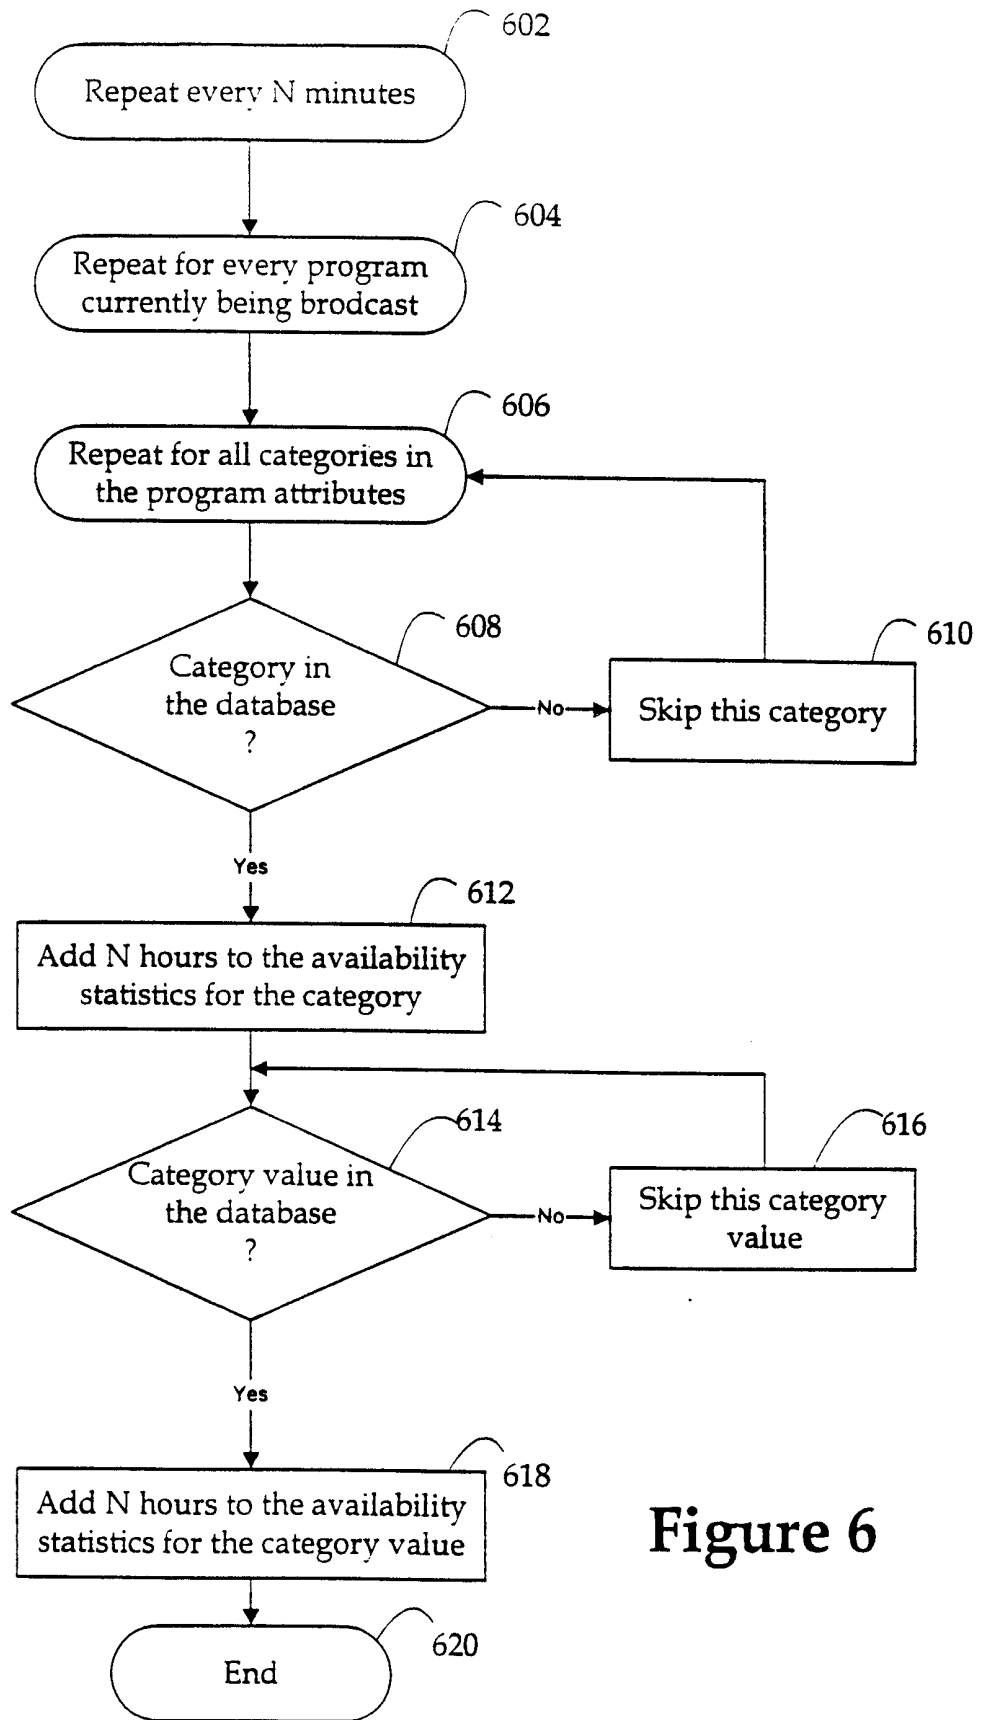 602
Repeat every N minutes
604
Repeat for every program
currently being brodcast
606
Repeat for all categories in
the program attributes
608
Category in
the database
?
No
610
Skip this category
Yes
612
Add N hours to the availability
statistics for the category
614
Category value in
the database
?
No
616
Skip this category
value
Yes
618
Add N hours to the availability
statistics for the category value
Figure 6
620
End